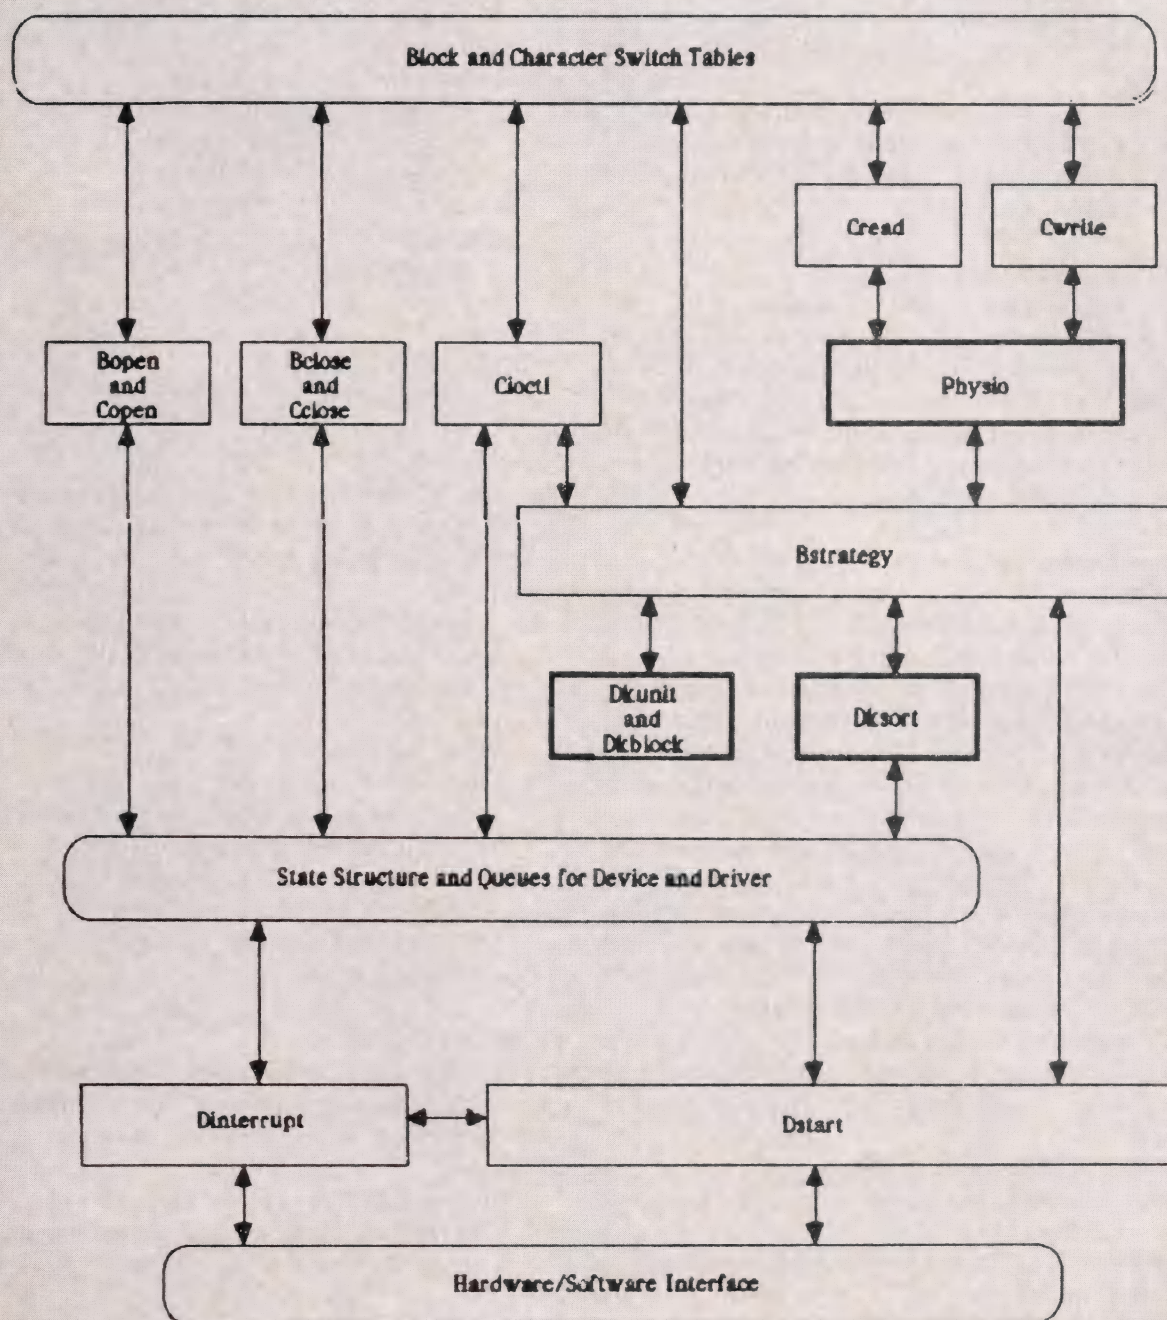 Block and Character Switch Tables
Cread
Cwrite
Bopen
and
Copen
Bclose
and
Cclose
Cioctl
Physio
Bstrategy
Dkunit
and
Dkblock
Dksort
State Structure and Queues for Device and Driver
Dinterrupt
Dstart
Hardware/Software Interface